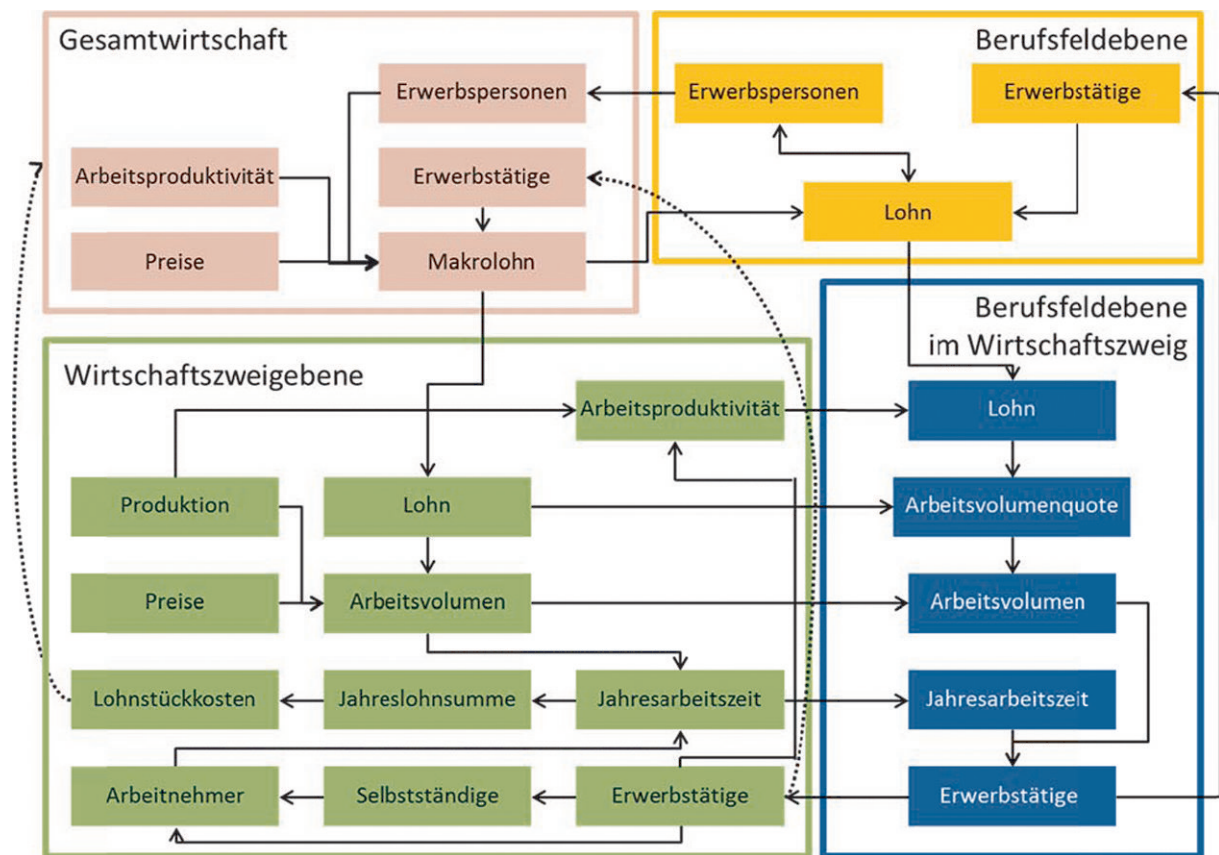 Gesamtwirtschaft
Erwerbspersonen
Arbeitsproduktivität
Erwerbstätige
Preise
Makrolohn
Berufsfeldebene
Erwerbspersonen
Erwerbstätige
Lohn
Wirtschaftszweigebene
Arbeitsproduktivität
Produktion
Lohn
Preise
Arbeitsvolumen
Lohnstückkosten
Jahreslohnsumme
Jahresarbeitszeit
Arbeitnehmer
Selbstständige
Erwerbstätige
Berufsfeldebene
im Wirtschaftszweig
Lohn
Arbeitsvolumenquote
Arbeitsvolumen
Jahresarbeitszeit
Erwerbstätige